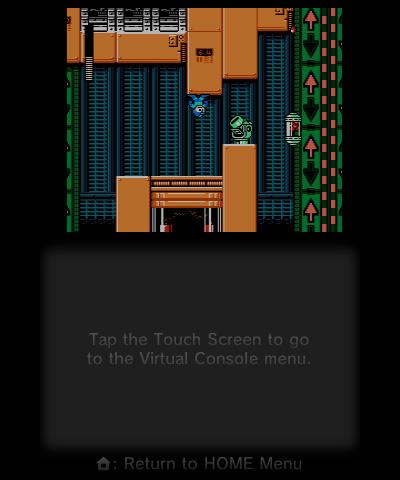 Tap the Touch Screen to go
to the Virtual Console menu.
: Return to HOME Menu